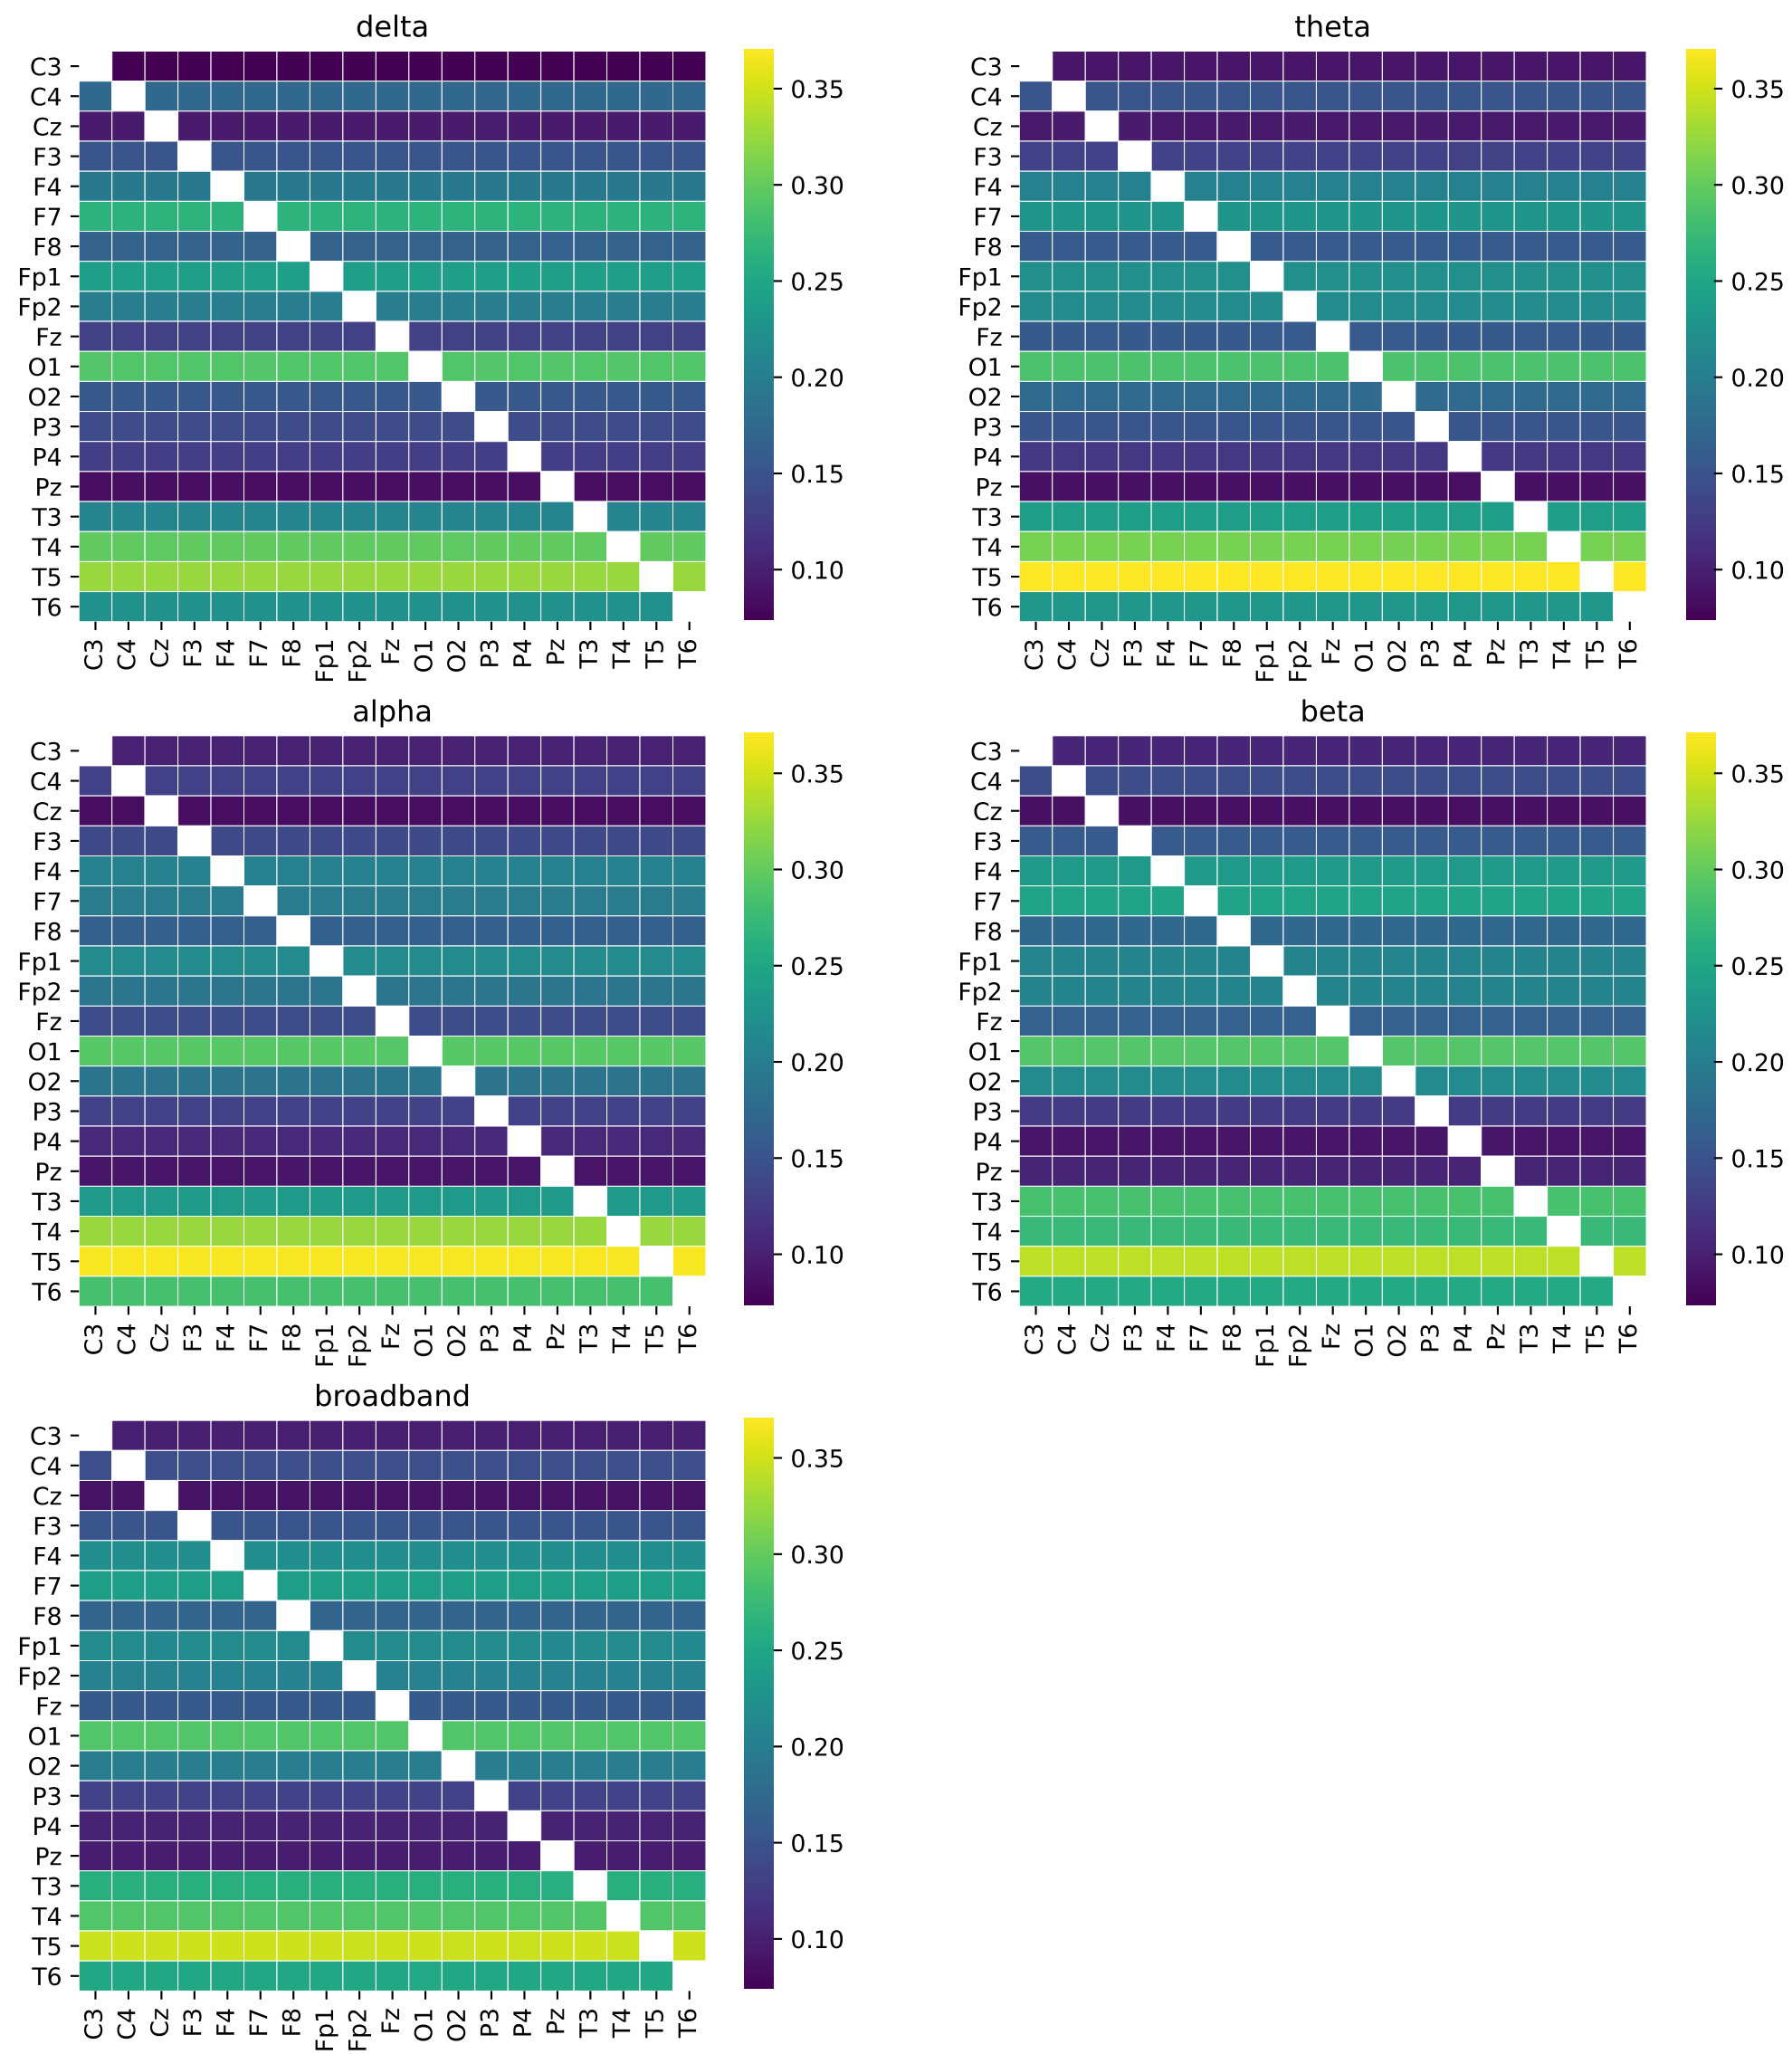 delta
C3
C4
Cz
F3
F4
F7
F8
Fp1
Fp2
Fz
O1
O2
P3
P4
Pz
T3
T4
T5
T6
C3 C4 Cz F3 F4 F7 F8 Fp1 Fp2 Fz O1 O2 P3 P4 Pz T3 T4 T5 T6
0.35
0.30
0.25
0.20
0.15
0.10
theta
C3
C4
Cz
F3
F4
F7
F8
Fp1
Fp2
Fz
O1
O2
P3
P4
Pz
T3
T4
T5
T6
C3 C4 Cz F3 F4 F7 F8 Fp1 Fp2 Fz O1 O2 P3 P4 Pz T3 T4 T5 T6
0.35
0.30
0.25
0.20
0.15
0.10
alpha
C3
C4
Cz
F3
F4
F7
F8
Fp1
Fp2
Fz
O1
O2
P3
P4
Pz
T3
T4
T5
T6
C3 C4 Cz F3 F4 F7 F8 Fp1 Fp2 Fz O1 O2 P3 P4 Pz T3 T4 T5 T6
0.35
0.30
0.25
0.20
0.15
0.10
beta
C3
C4
Cz
F3
F4
F7
F8
Fp1
Fp2
Fz
O1
O2
P3
P4
Pz
T3
T4
T5
T6
C3 C4 Cz F3 F4 F7 F8 Fp1 Fp2 Fz O1 O2 P3 P4 Pz T3 T4 T5 T6
0.35
0.30
0.25
0.20
0.15
0.10
broadband
C3
C4
Cz
F3
F4
F7
F8
Fp1
Fp2
Fz
O1
O2
P3
P4
Pz
T3
T4
T5
T6
C3 C4 Cz F3 F4 F7 F8 Fp1 Fp2 Fz O1 O2 P3 P4 Pz T3 T4 T5 T6
0.35
0.30
0.25
0.20
0.15
0.10